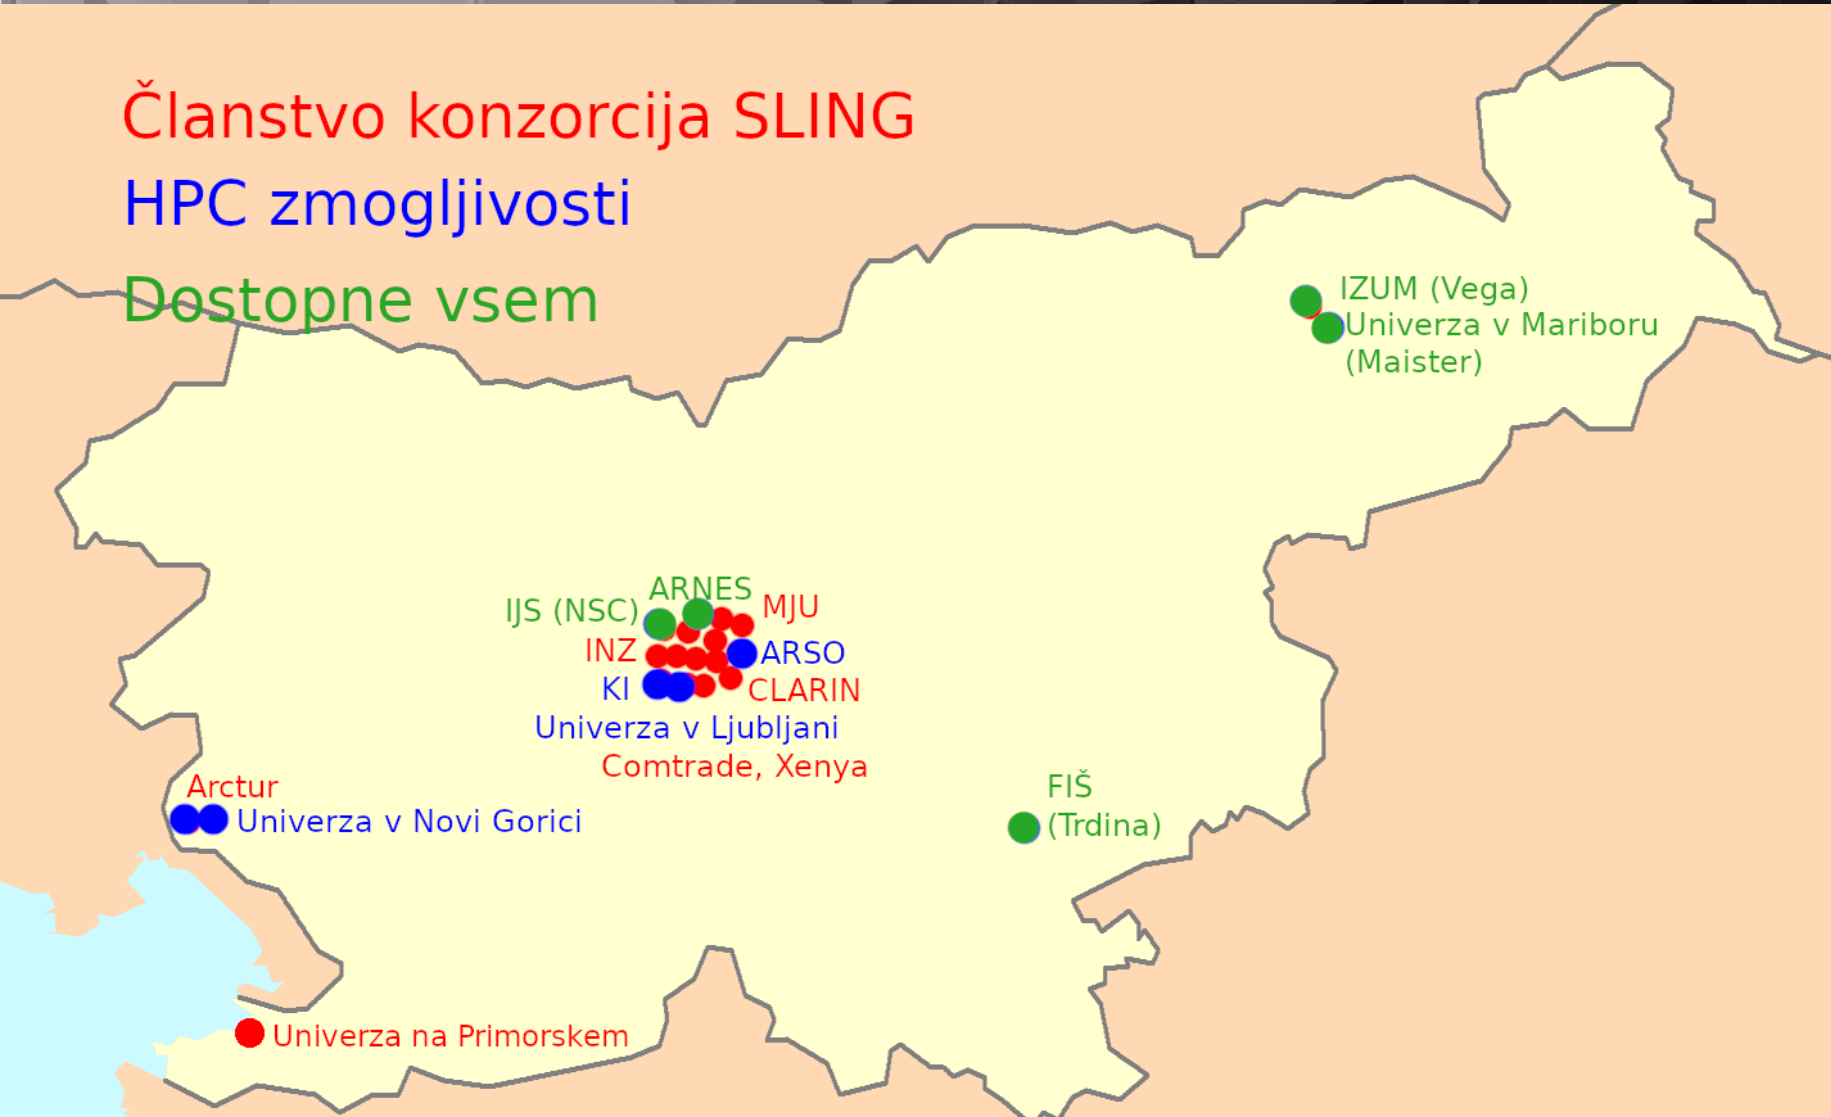 Članstvo konzorcija SLING
HPC zmogljivosti
Dostopne vsem
IZUM (Vega)
Univerza v Mariboru
(Maister)
ARNES
IJS (NSC)
MJU
INZ
ARSO
KI
CLARIN
Univerza v Ljubljani
Comtrade, Xenya
Arctur
Univerza v Novi Gorici
FIŠ
(Trdina)
Univerza na Primorskem